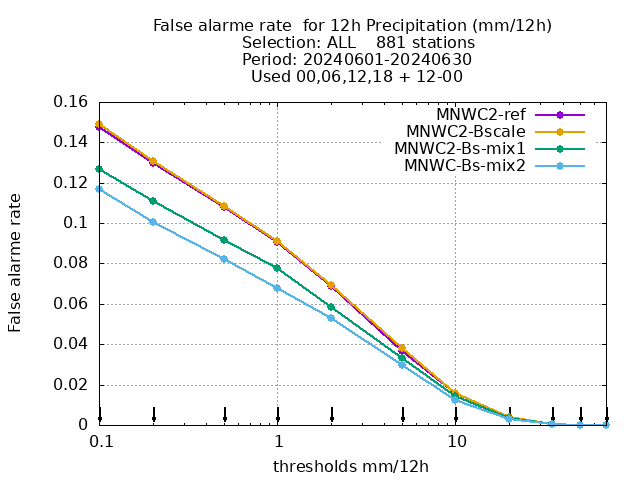 False alarme rate  for 12h Precipitation (mm/12h)
Selection: ALL    881 stations
Period: 20240601-20240630
Used 00,06,12,18 + 12-00
MNWC2-ref
MNWC2-Bscale
MNWC2-Bs-mix1
MNWC-Bs-mix2
0.16
0.14
0.12
0.1
0.08
0.06
0.04
0.02
0
False alarme rate
0.1 1 10
thresholds mm/12h